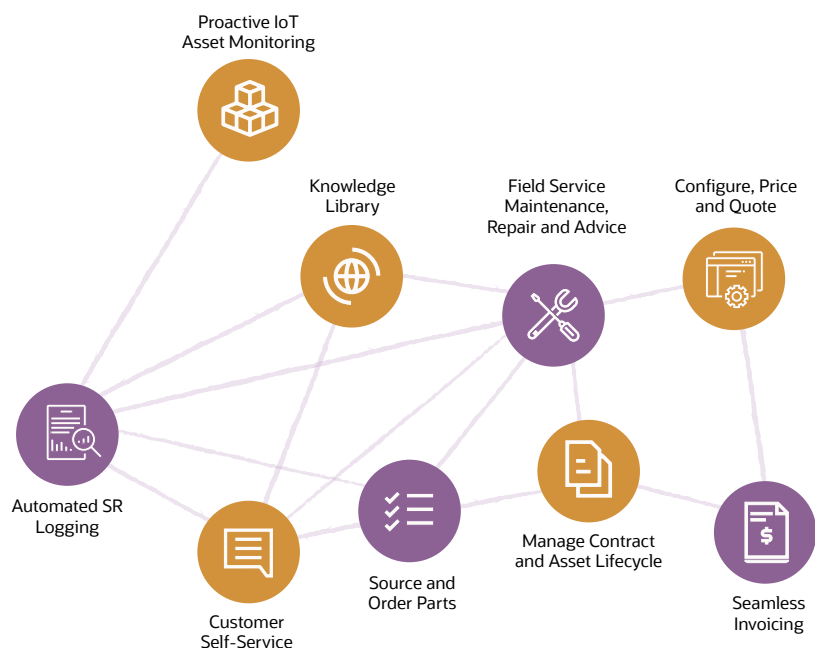 Proactive IoT
Asset Monitoring
Knowledge
Library
Field Service
Maintenance,
Repair and Advice
Configure, Price
and Quote
Automated SR
Logging
Customer
Self-Service
Source and
Order Parts
Manage Contract
and Asset Lifecycle
$
Seamless
Invoicing